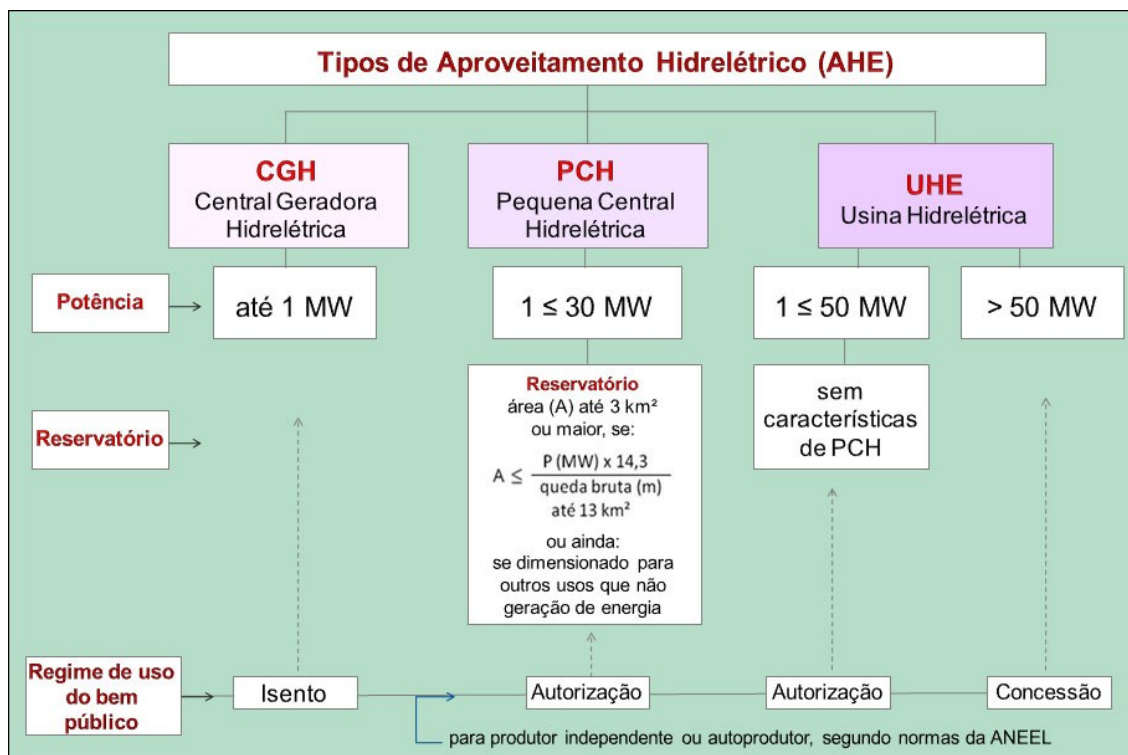 Tipos de Aproveitamento Hidrelétrico (AHE)
CGH
Central Geradora
Hidrelétrica
PCH
Pequena Central
Hidrelétrica
UHE
Usina Hidrelétrica
Potência
até 1 MW
1 ≤ 30 MW
1 ≤ 50 MW
> 50 MW
Reservatório
Reservatório
área (A) até 3 km²
ou maior, se:
A ≤ P (MW) x 14,3
queda bruta (m)
até 13 km²
ou ainda:
se dimensionado para
outros usos que não
geração de energia
sem
características
de PCH
Regime de uso
do bem
público
Isento
Autorização
Autorização
Concessão
para produtor independente ou autoprodutor, segundo normas da ANEEL